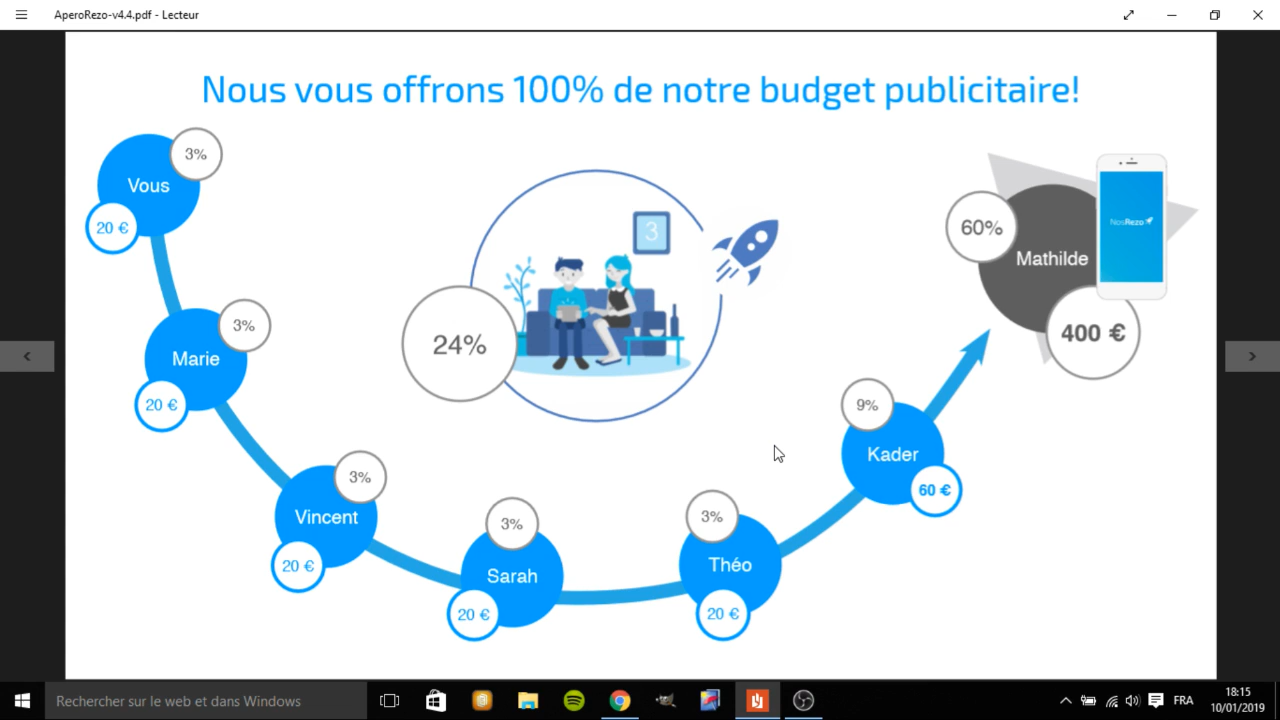 AperoRezo-v4.4.pdf - Lecteur
Nous vous offrons 100% de notre budget publicitaire!
3%
Vous
20 €
3%
Marie
20 €
3%
Vincent
20 €
3%
Sarah
20 €
3%
Théo
20 €
9%
Kader
60 €
60%
Mathilde
400 €
NosRezo
3
24%
Rechercher sur le web et dans Windows
FRA
18:15
10/01/2019